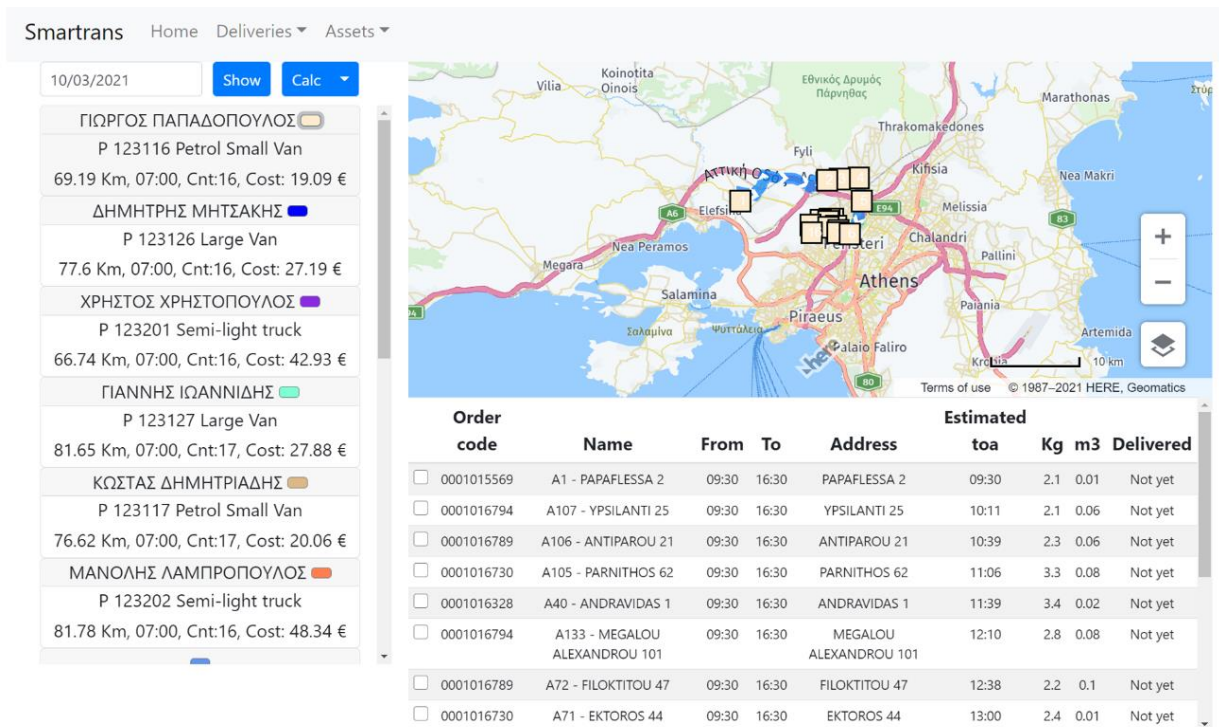 Smartrans Home Deliveries Assets
10/03/2021 Show Calc
ΓΙΩΡΓΟΣ ΠΑΠΑΔΟΠΟΥΛΟΣ
P 123116 Petrol Small Van
69.19 Km, 07:00, Cnt:16, Cost: 19.09 €
ΔΗΜΗΤΡΗΣ ΜΗΤΣΑΚΗΣ
P 123126 Large Van
77.6 Km, 07:00, Cnt:16, Cost: 27.19 €
ΧΡΗΣΤΟΣ ΧΡΗΣΤΟΠΟΥΛΟΣ
P 123201 Semi-light truck
66.74 Km, 07:00, Cnt:16, Cost: 42.93 €
ΓΙΑΝΝΗΣ ΙΩΑΝΝΙΔΗΣ
P 123127 Large Van
81.65 Km, 07:00, Cnt:17, Cost: 27.88 €
ΚΩΣΤΑΣ ΔΗΜΗΤΡΙΑΔΗΣ
P 123117 Petrol Small Van
76.62 Km, 07:00, Cnt:17, Cost: 20.06 €
ΜΑΝΟΛΗΣ ΛΑΜΠΡΟΠΟΥΛΟΣ
P 123202 Semi-light truck
81.78 Km, 07:00, Cnt:16, Cost: 48.34 €
Koinotita
Oinois
Vilia
Εθνικός Δρυμός
Πάρνηθας
Marathonas
Thrakomakedones
Fyli
Αττική
Kifisia
Nea Makri
A6
E94
Melissia
83
Nea Peramos
Chalandri
Pallini
Megara
Athens
Salamina
Paiania
Piraeus
Σαλαμίνα
Ψυττάλεια
Artemida
here
Palaio Faliro
10 km
80
Terms of use © 1987–2021 HERE, Geomatics
+
−
Order code Name From To Address Estimated toa Kg m3 Delivered
0001015569 A1 - PAPAFLESSA 2 09:30 16:30 PAPAFLESSA 2 09:30 2.1 0.01 Not yet
0001016794 A107 - YPSILANTI 25 09:30 16:30 YPSILANTI 25 10:11 2.1 0.06 Not yet
0001016789 A106 - ANTIPAROU 21 09:30 16:30 ANTIPAROU 21 10:39 2.3 0.06 Not yet
0001016730 A105 - PARNITHOS 62 09:30 16:30 PARNITHOS 62 11:06 3.3 0.08 Not yet
0001016328 A40 - ANDRAVIDAS 1 09:30 16:30 ANDRAVIDAS 1 11:39 3.4 0.02 Not yet
0001016794 A133 - MEGALOU ALEXANDROU 101 09:30 16:30 MEGALOU ALEXANDROU 101 12:10 2.8 0.08 Not yet
0001016789 A72 - FILOKTITOU 47 09:30 16:30 FILOKTITOU 47 12:38 2.2 0.1 Not yet
0001016730 A71 - EKTOROS 44 09:30 16:30 EKTOROS 44 13:00 2.4 0.01 Not yet